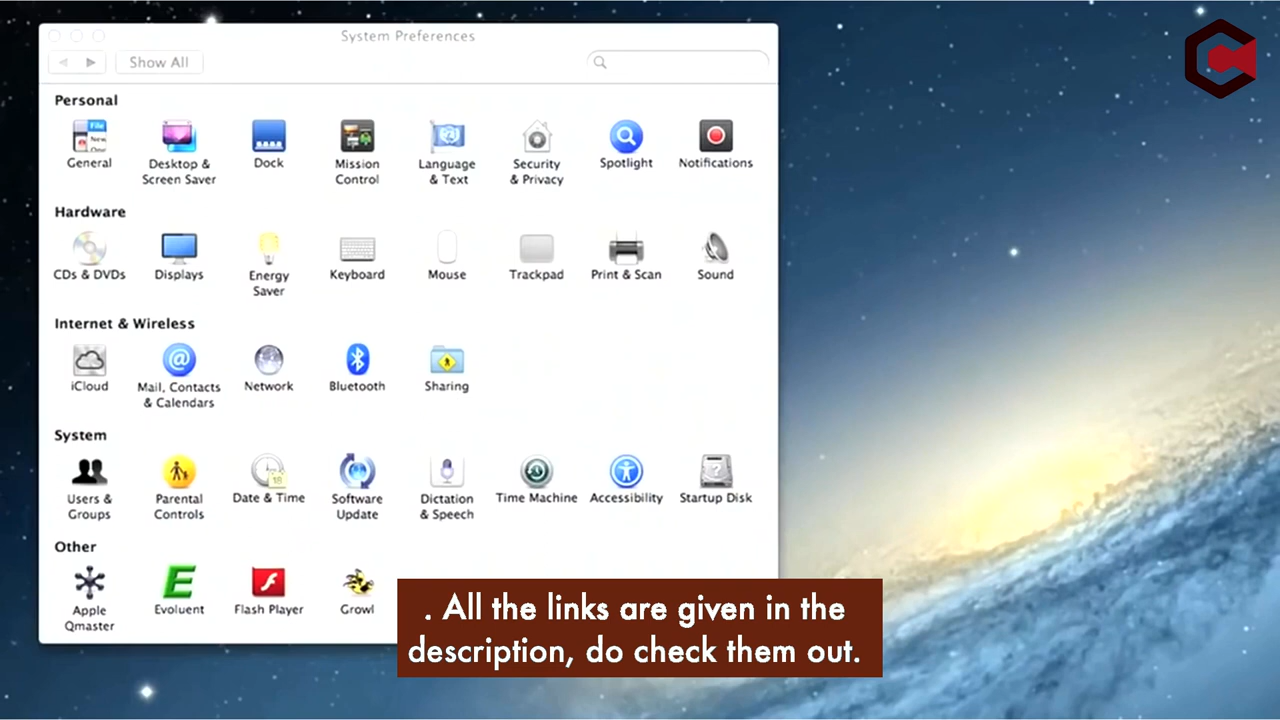 System Preferences
Show All
Personal
General
Desktop &
Screen Saver
Dock
Mission
Control
Language
& Text
Security
& Privacy
Spotlight
Notifications
Hardware
CDs & DVDs
Displays
Energy
Saver
Keyboard
Mouse
Trackpad
Print & Scan
Sound
Internet & Wireless
iCloud
Mail, Contacts
& Calendars
Network
Bluetooth
Sharing
System
Users &
Groups
Parental
Controls
Date & Time
Software
Update
Dictation
& Speech
Time Machine
Accessibility
Startup Disk
Other
Apple
Qmaster
Evoluent
Flash Player
Growl
. All the links are given in the
description, do check them out.